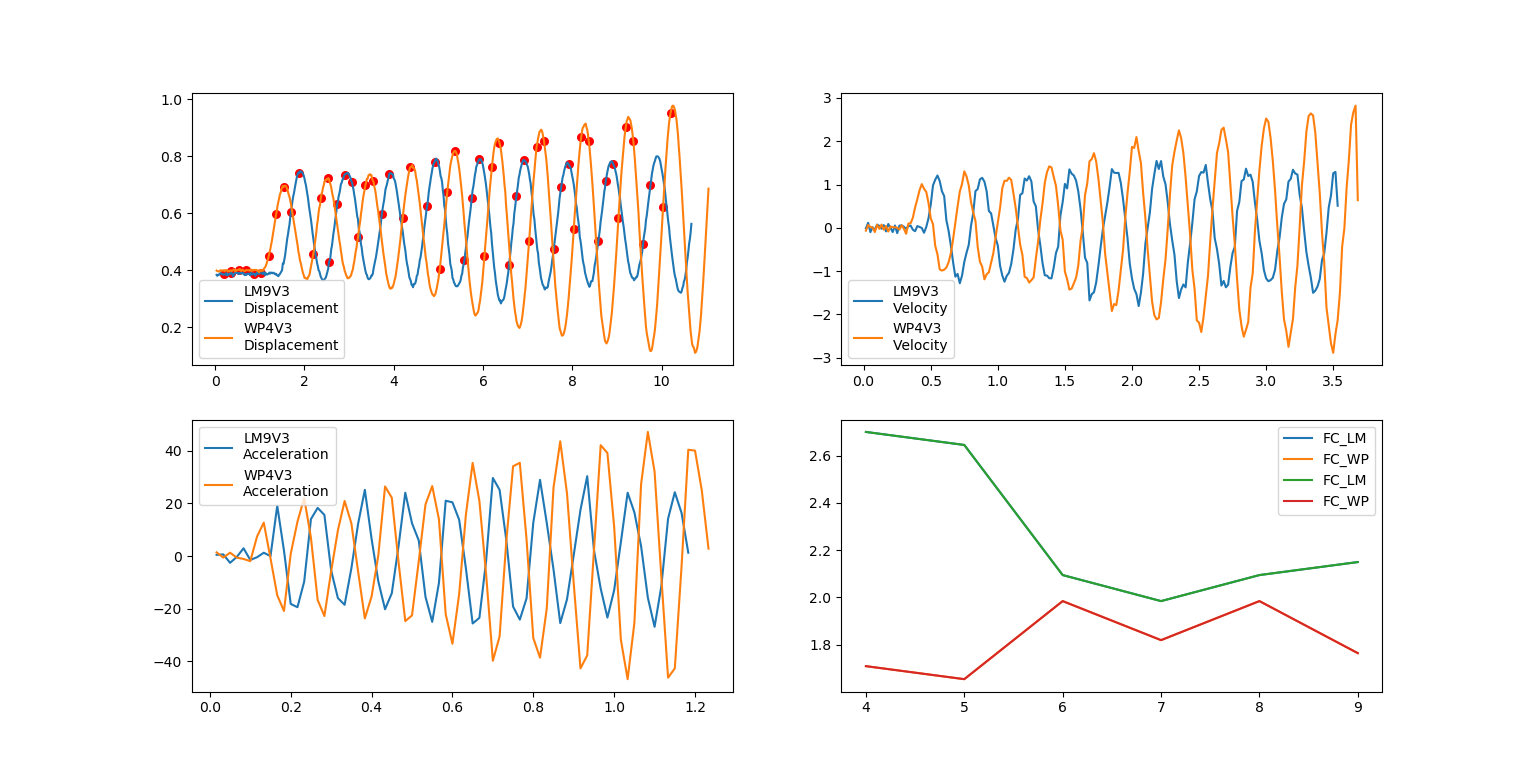 1.0
0.8
0.6
0.4
0.2
LM9V3
Displacement
WP4V3
Displacement
0 2 4 6 8 10
3
2
1
0
−1
−2
−3
LM9V3
Velocity
WP4V3
Velocity
0.0 0.5 1.0 1.5 2.0 2.5 3.0 3.5
40
20
0
−20
−40
LM9V3
Acceleration
WP4V3
Acceleration
0.0 0.2 0.4 0.6 0.8 1.0 1.2
2.6
2.4
2.2
2.0
1.8
FC_LM
FC_WP
FC_LM
FC_WP
4 5 6 7 8 9